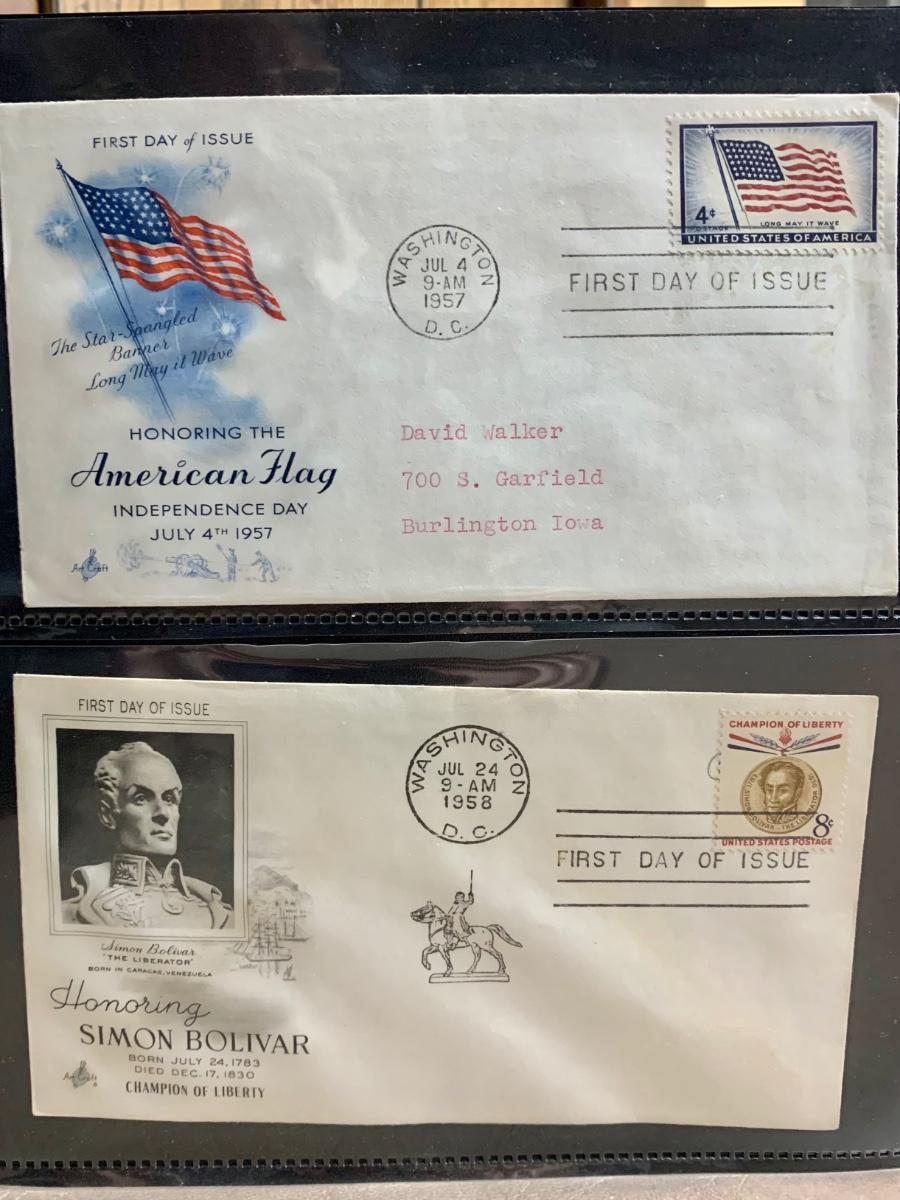 FIRST DAY of ISSUE
The Star-Spangled
Banner
Long May it Wave
HONORING THE
American Flag
INDEPENDENCE DAY
JULY 4TH 1957
Art Craft
WASHINGTON
JUL 4
9-AM
1957
D. C.
4¢
POSTAGE
LONG MAY IT WAVE
UNITED STATES OF AMERICA
FIRST DAY OF ISSUE
David Walker
700 S. Garfield
Burlington Iowa
FIRST DAY OF ISSUE
Simon Bolivar
"THE LIBERATOR"
BORN IN CARACAS, VENEZUELA
Honoring
SIMON BOLIVAR
BORN JULY 24, 1783
DIED DEC. 17, 1830
CHAMPION OF LIBERTY
Art Craft
WASHINGTON
JUL 24
9-AM
1958
D. C.
CHAMPION OF LIBERTY
1783 SIMON BOLIVAR - THE LIBERATOR 1830
8¢
UNITED STATES POSTAGE
FIRST DAY OF ISSUE